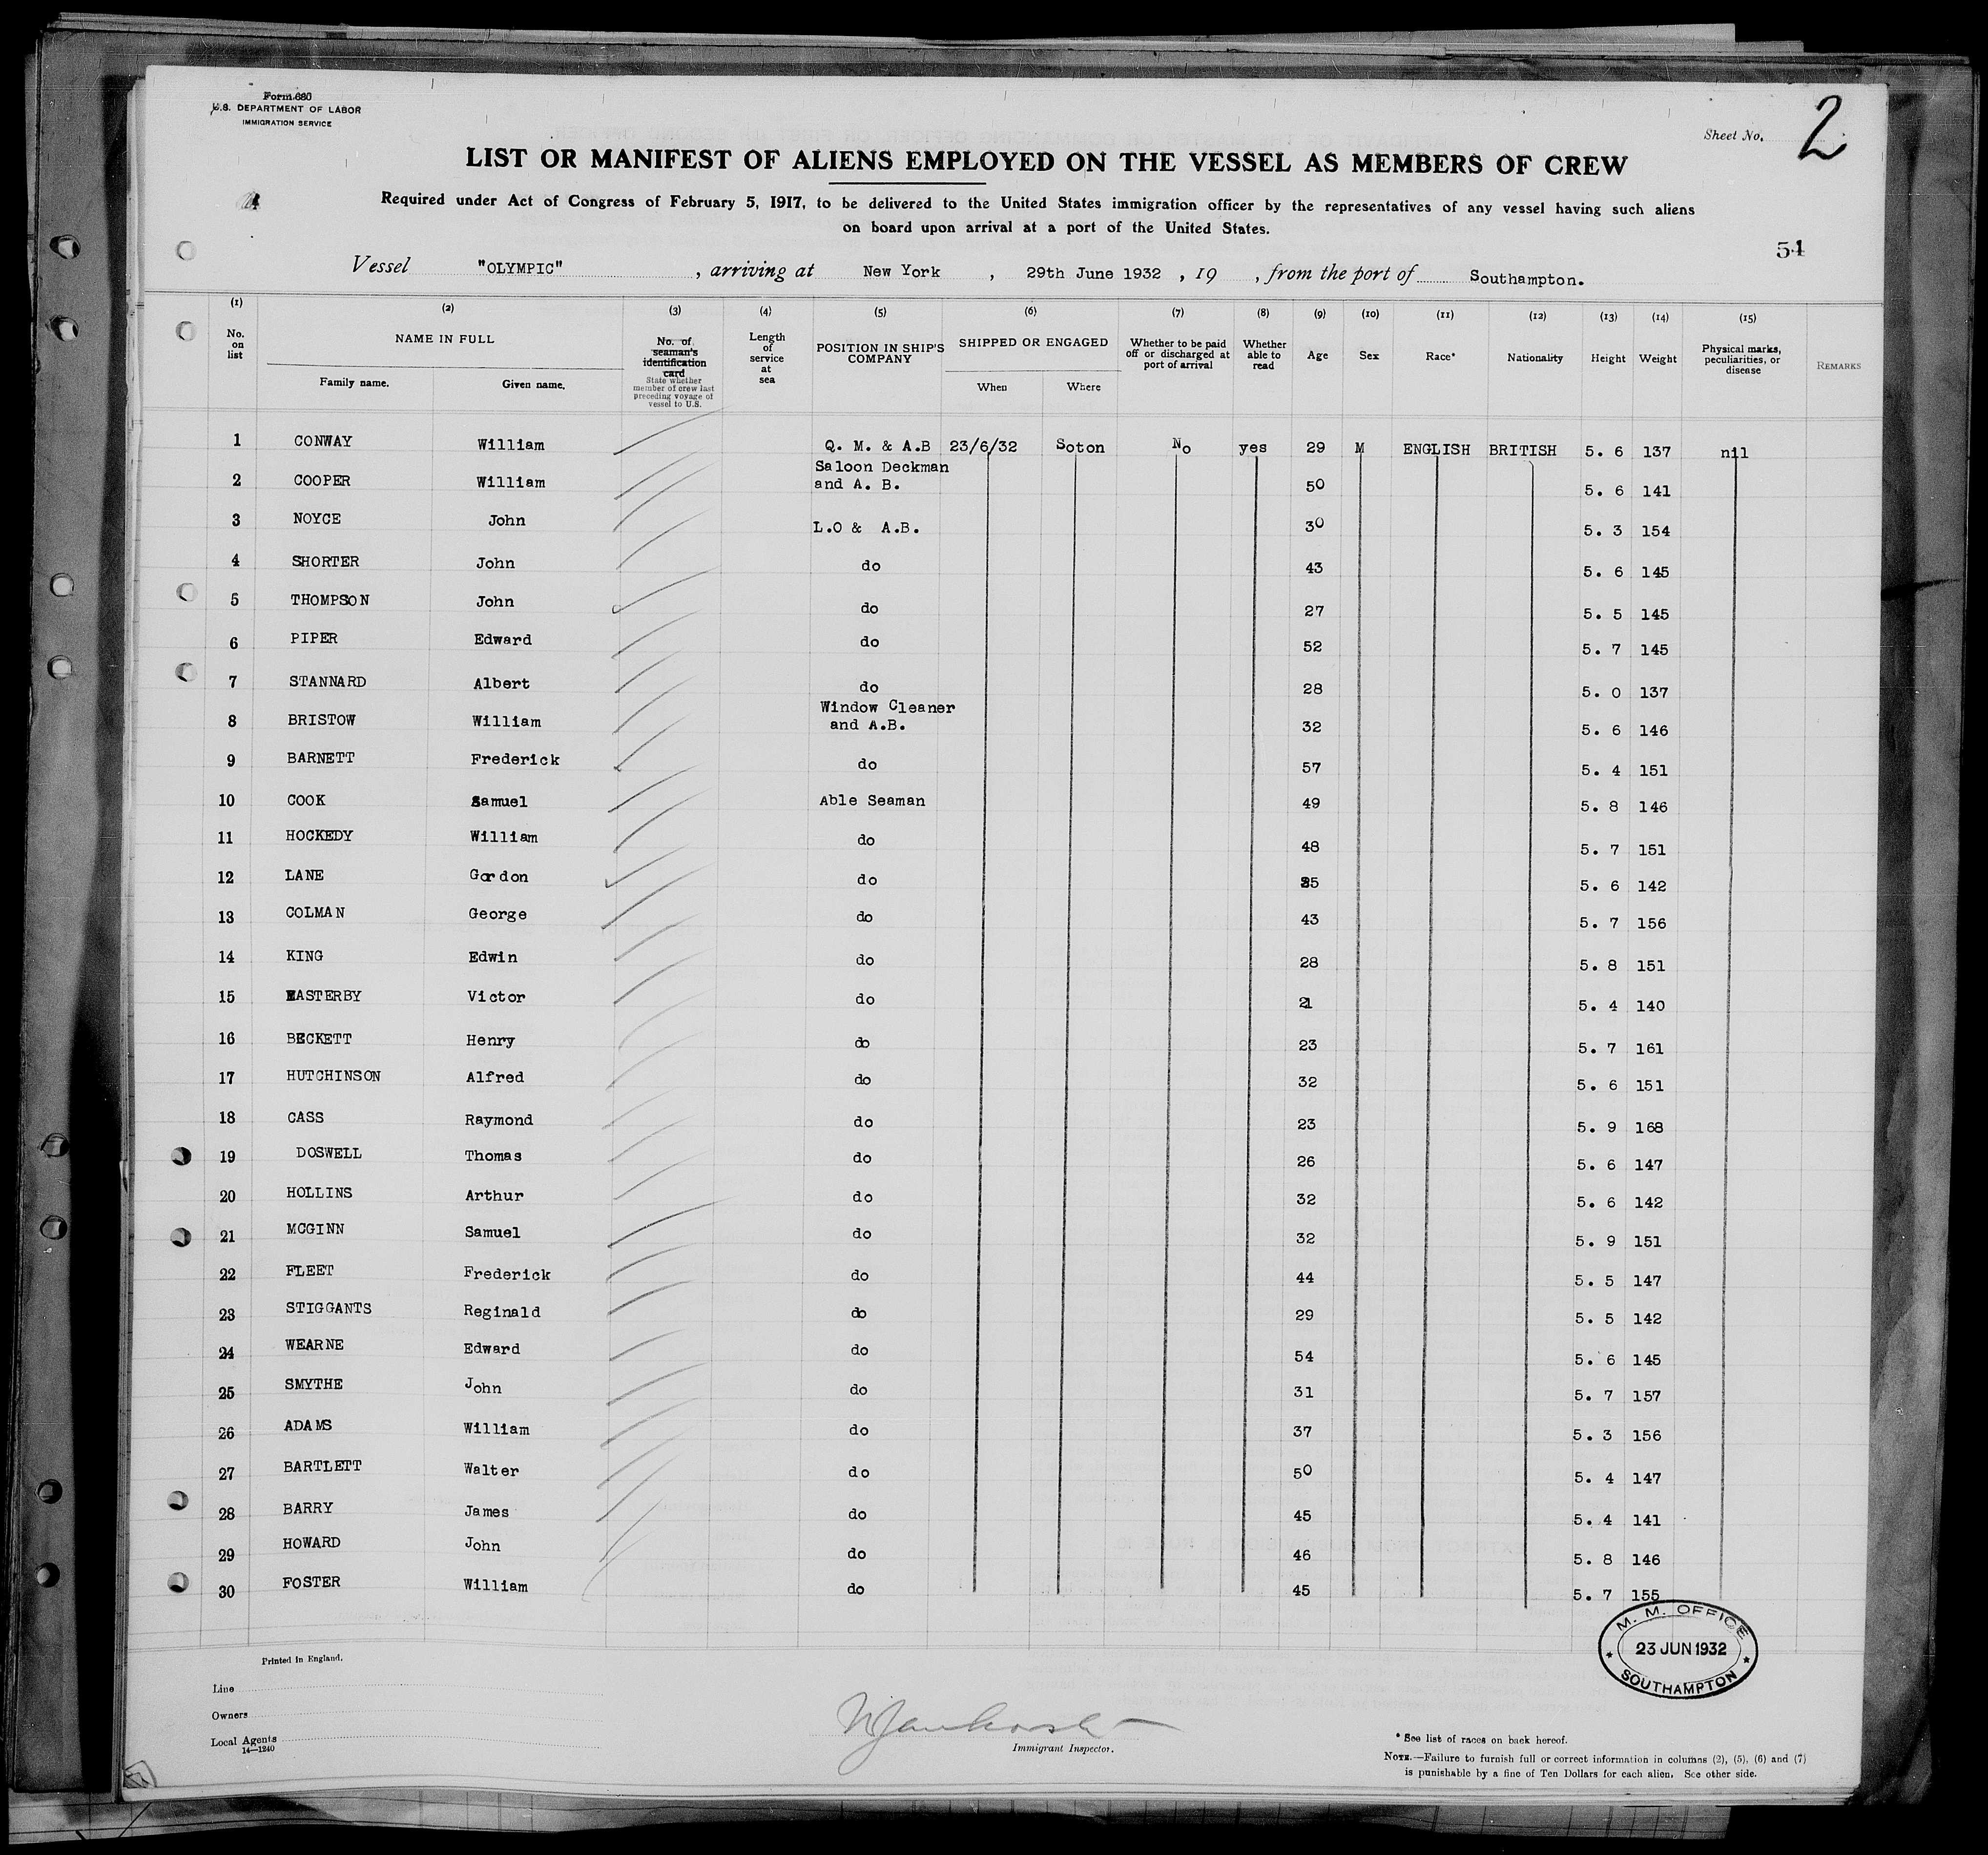 Form 680
U.S. DEPARTMENT OF LABOR
IMMIGRATION SERVICE
Sheet No. 2
LIST OR MANIFEST OF ALIENS EMPLOYED ON THE VESSEL AS MEMBERS OF CREW
Required under Act of Congress of February 5, 1917, to be delivered to the United States immigration officer by the representatives of any vessel having such aliens
on board upon arrival at a port of the United States.
51
Vessel "OLYMPIC", arriving at New York, 29th June 1932, 19 , from the port of Southampton.
(1) (2) (3) (4) (5) (6) (7) (8) (9) (10) (11) (12) (13) (14) (15)
No. on list NAME IN FULL Family name. Given name. No. of seaman's identification card State whether member of crew last preceding voyage of vessel to U.S. Length of service at sea POSITION IN SHIP'S COMPANY SHIPPED OR ENGAGED When Where Whether to be paid off or discharged at port of arrival Whether able to read Age Sex Race* Nationality Height Weight Physical marks, peculiarities, or disease REMARKS
1 CONWAY William Q. M. & A.B 23/6/32 Soton No yes 29 M ENGLISH BRITISH 5. 6 137 nil
2 COOPER William Saloon Deckman and A. B. 50 5. 6 141
3 NOYCE John L.O & A.B. 30 5. 3 154
4 SHORTER John do 43 5. 6 145
5 THOMPSON John do 27 5. 5 145
6 PIPER Edward do 52 5. 7 145
7 STANNARD Albert do 28 5. 0 137
8 BRISTOW William Window Cleaner and A.B. 32 5. 6 146
9 BARNETT Frederick do 57 5. 4 151
10 COOK Samuel Able Seaman 49 5. 8 146
11 HOCKEDY William do 48 5. 7 151
12 LANE Gordon do 5. 6 142
13 COLMAN George do 43 5. 7 156
14 KING Edwin do 28 5. 8 151
15 EASTERBY Victor do 21 5. 4 140
16 BECKETT Henry do 23 5. 7 161
17 HUTCHINSON Alfred do 32 5. 6 151
18 CASS Raymond do 23 5. 9 168
19 DOSWELL Thomas do 26 5. 6 147
20 HOLLINS Arthur do 32 5. 6 142
21 MCGINN Samuel do 32 5. 9 151
22 FLEET Frederick do 44 5. 5 147
23 STIGGANTS Reginald do 29 5. 5 142
24 WEARNE Edward do 54 5. 6 145
25 SMYTHE John do 31 5. 7 157
26 ADAMS William do 37 5. 3 156
27 BARTLETT Walter do 50 5. 4 147
28 BARRY James do 45 5. 4 141
29 HOWARD John do 46 5. 8 146
30 FOSTER William do 45 5. 7 155
M. M. OFFICE
23 JUN 1932
SOUTHAMPTON
Printed in England.
Line
Owners
Local Agents
14—1240
Immigrant Inspector.
* See list of races on back hereof.
NOTE.—Failure to furnish full or correct information in columns (2), (5), (6) and (7)
is punishable by a fine of Ten Dollars for each alien. See other side.